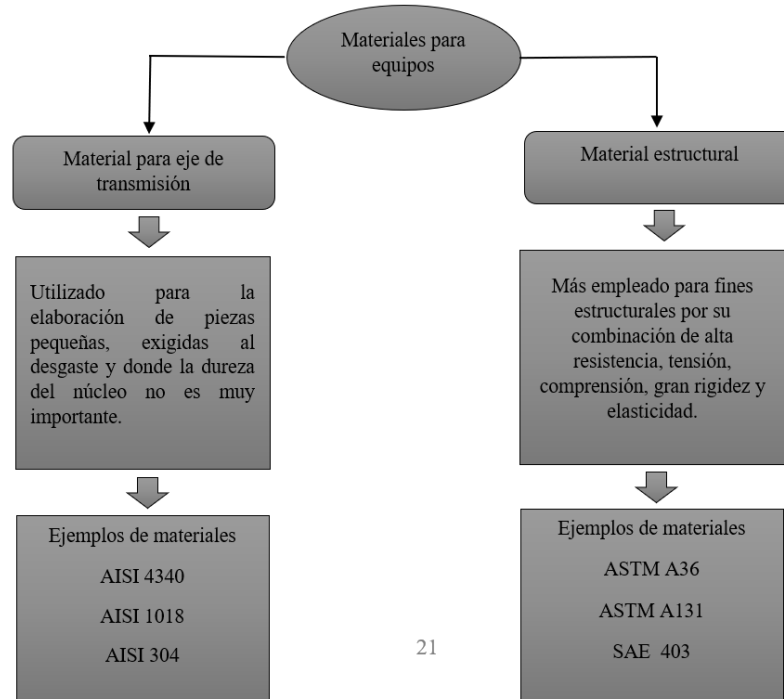 Materiales para
equipos
Material para eje de
transmisión
Utilizado para la
elaboración de piezas
pequeñas, exigidas al
desgaste y donde la dureza
del núcleo no es muy
importante.
Ejemplos de materiales
AISI 4340
AISI 1018
AISI 304
Material estructural
Más empleado para fines
estructurales por su
combinación de alta
resistencia, tensión,
comprensión, gran rigidez y
elasticidad.
Ejemplos de materiales
ASTM A36
ASTM A131
SAE 403
21